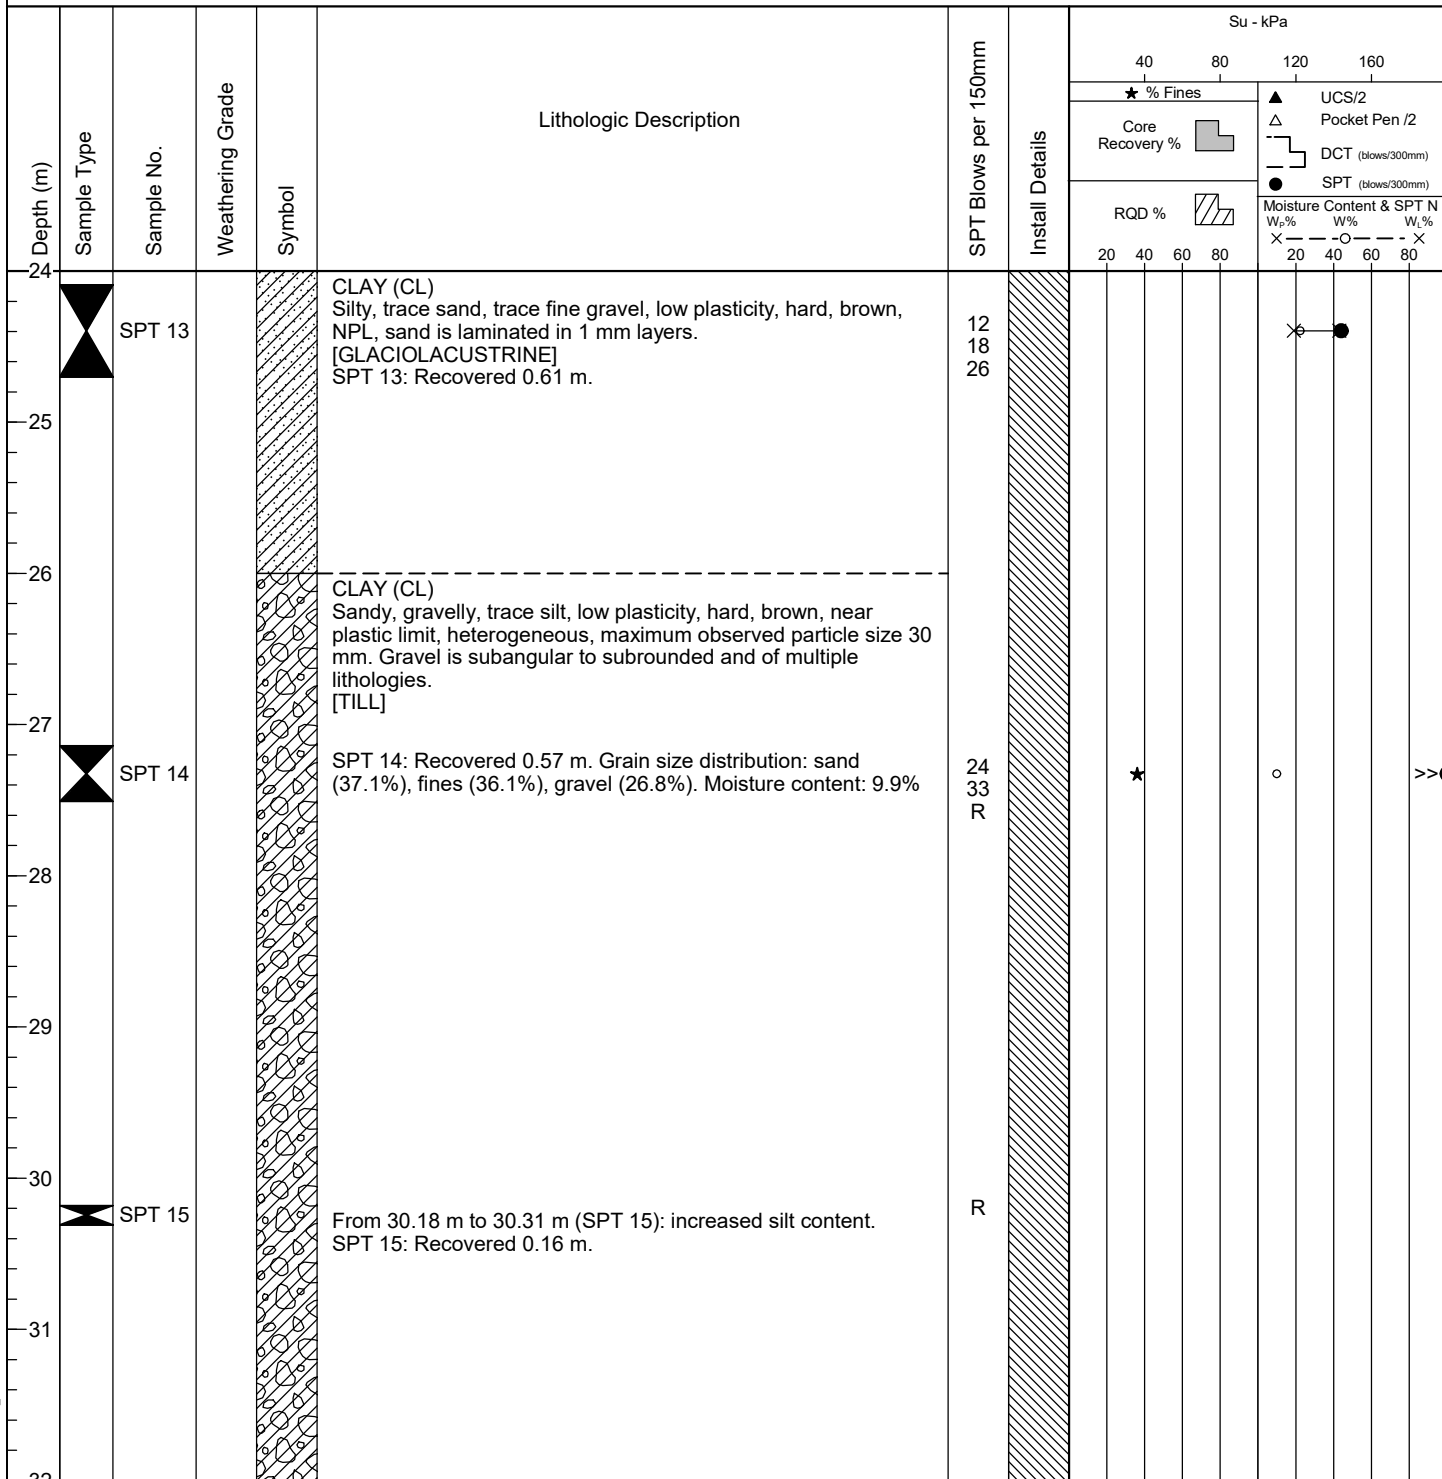 Su - kPa
40 80 120 160
Depth (m)
Sample Type
Sample No.
Weathering Grade
Symbol
Lithologic Description
SPT Blows per 150mm
Install Details
★ % Fines
Core
Recovery %
RQD %
UCS/2
Pocket Pen /2
DCT (blows/300mm)
SPT (blows/300mm)
Moisture Content & SPT N
WP% W% WL%
20 40 60 80 20 40 60 80
24
CLAY (CL)
Silty, trace sand, trace fine gravel, low plasticity, hard, brown,
NPL, sand is laminated in 1 mm layers.
[GLACIOLACUSTRINE]
SPT 13: Recovered 0.61 m.
SPT 13
12
18
26
25
26
CLAY (CL)
Sandy, gravelly, trace silt, low plasticity, hard, brown, near
plastic limit, heterogeneous, maximum observed particle size 30
mm. Gravel is subangular to subrounded and of multiple
lithologies.
[TILL]
27
SPT 14
SPT 14: Recovered 0.57 m. Grain size distribution: sand
(37.1%), fines (36.1%), gravel (26.8%). Moisture content: 9.9%
24
33
R
>>
28
29
30
SPT 15
From 30.18 m to 30.31 m (SPT 15): increased silt content.
SPT 15: Recovered 0.16 m.
R
31
32